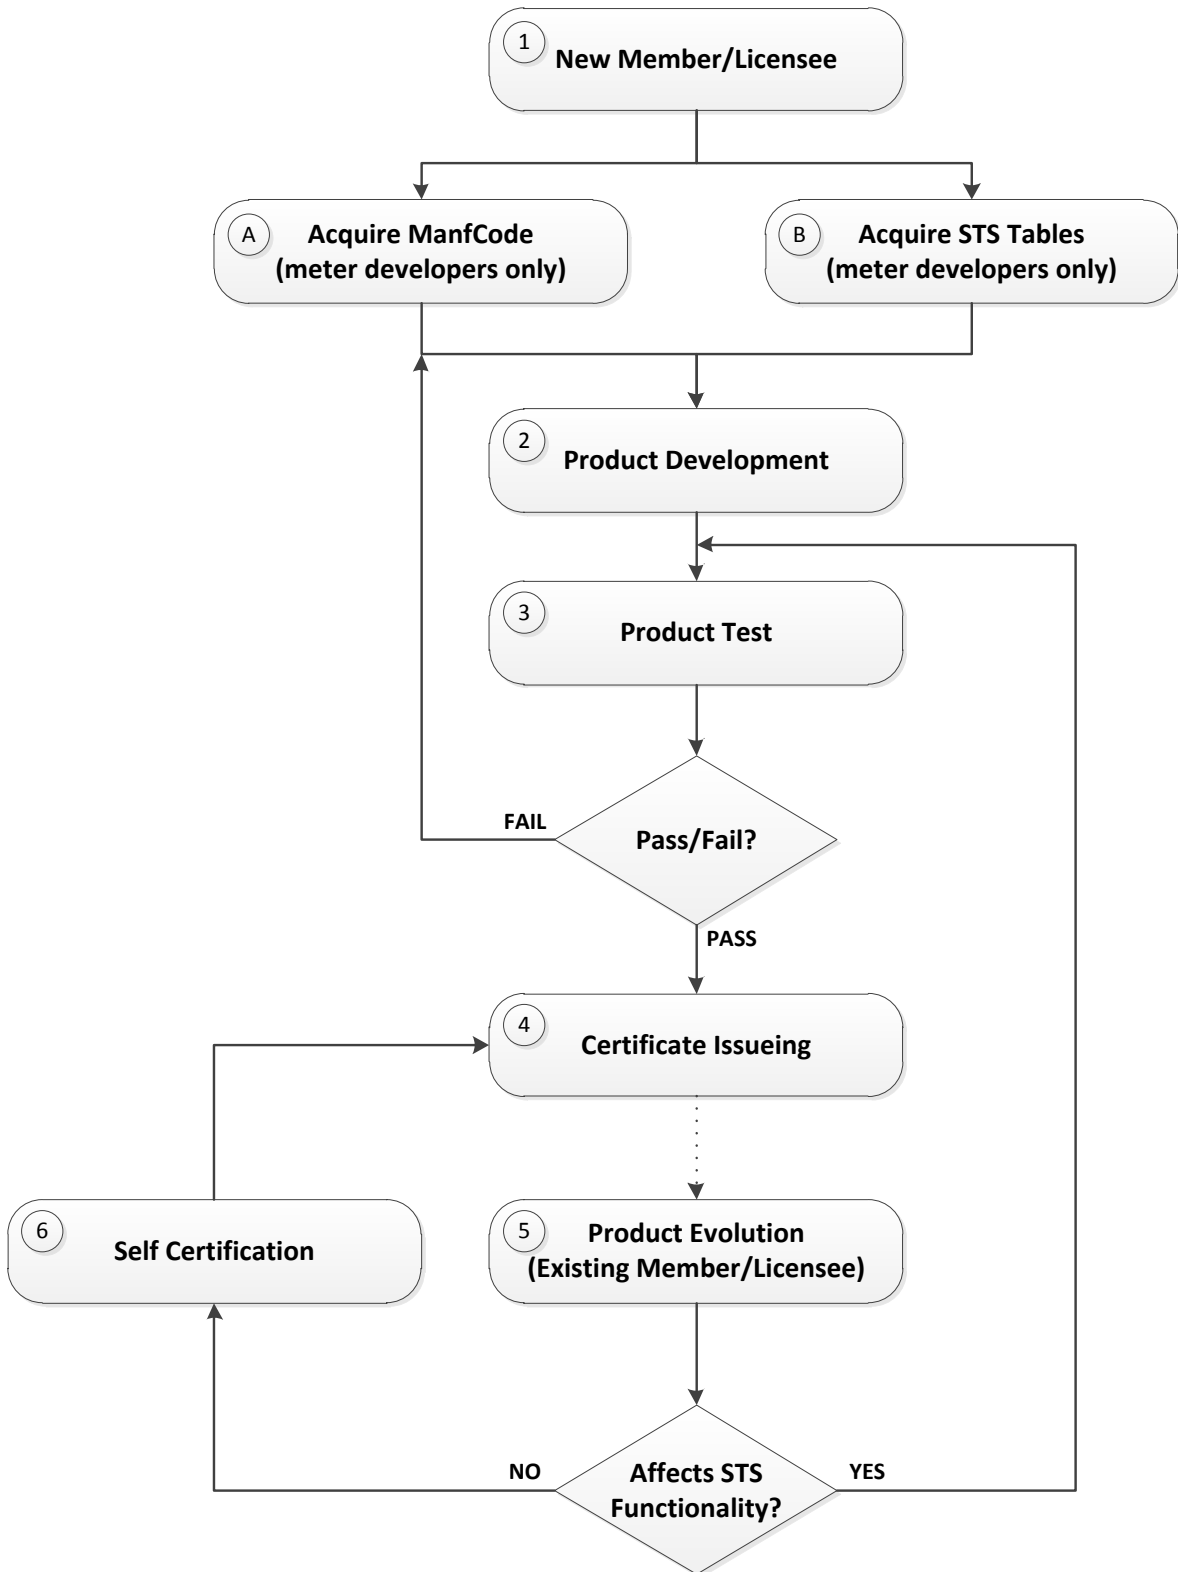 1
New Member/Licensee
A
Acquire ManfCode
(meter developers only)
B
Acquire STS Tables
(meter developers only)
2
Product Development
3
Product Test
FAIL
Pass/Fail?
PASS
4
Certificate Issueing
6
Self Certification
5
Product Evolution
(Existing Member/Licensee)
NO
Affects STS
Functionality?
YES